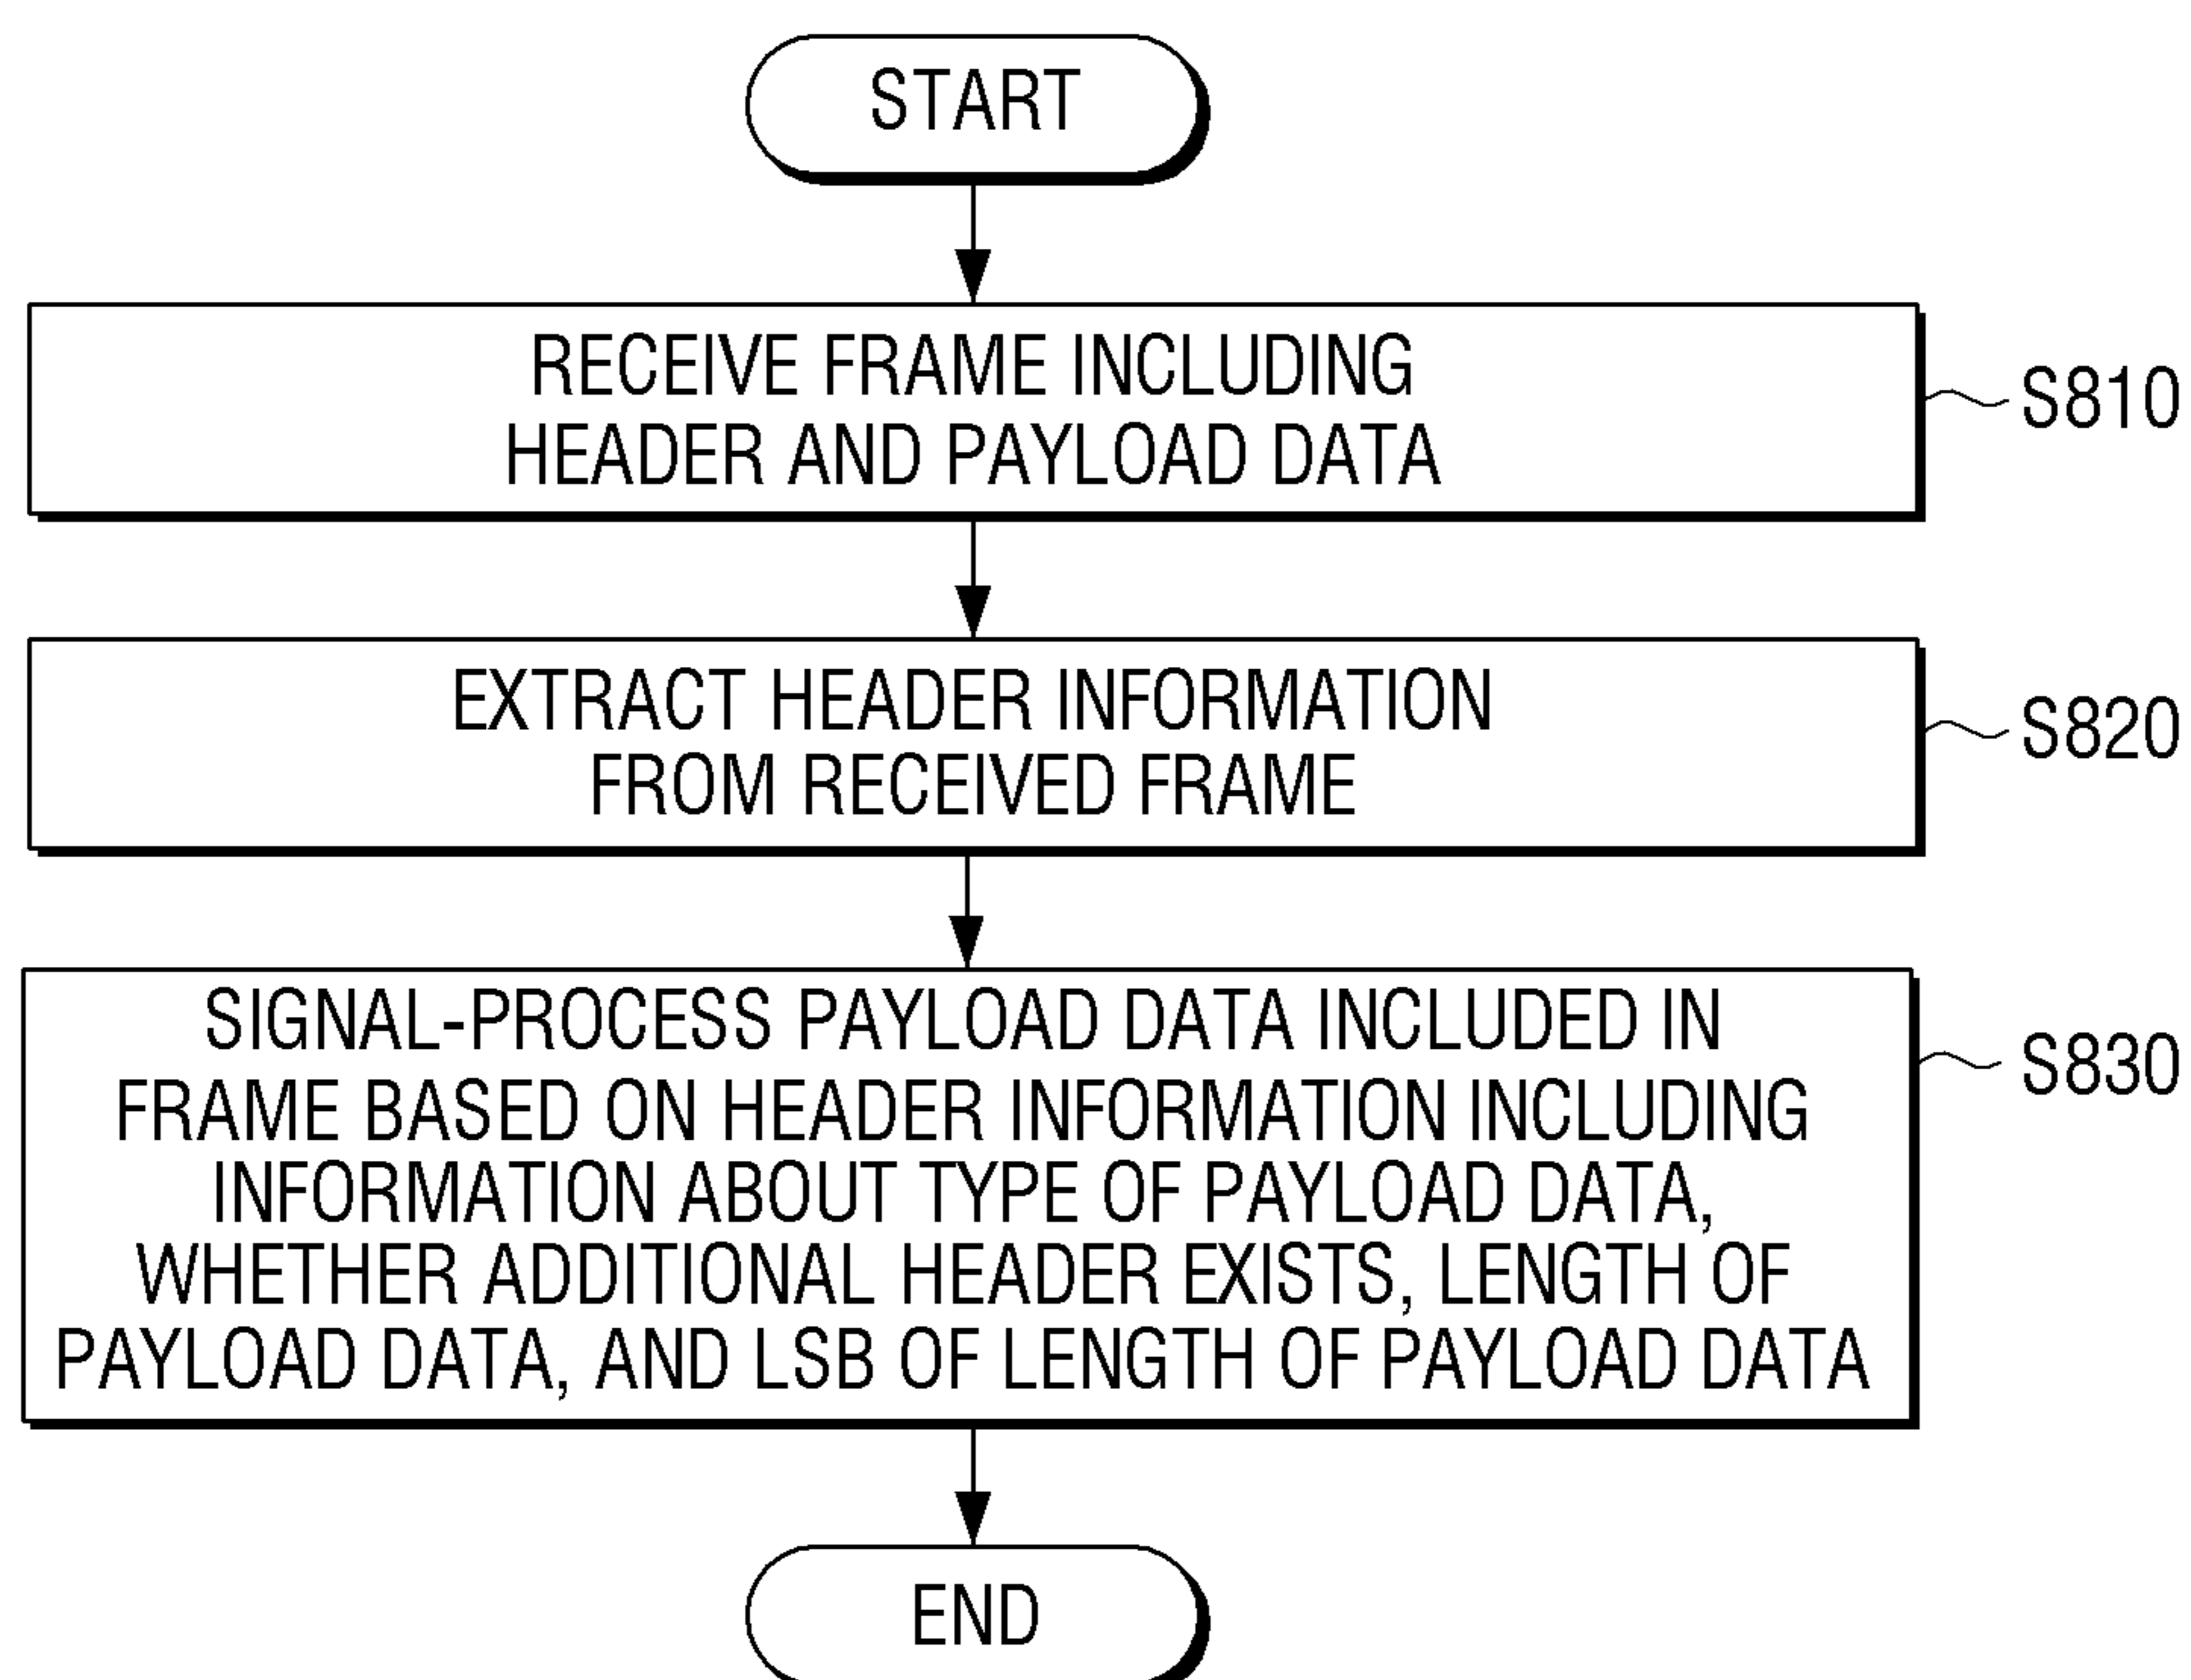 START
RECEIVE FRAME INCLUDING
HEADER AND PAYLOAD DATA
S810
EXTRACT HEADER INFORMATION
FROM RECEIVED FRAME
S820
SIGNAL-PROCESS PAYLOAD DATA INCLUDED IN
FRAME BASED ON HEADER INFORMATION INCLUDING
INFORMATION ABOUT TYPE OF PAYLOAD DATA,
WHETHER ADDITIONAL HEADER EXISTS, LENGTH OF
PAYLOAD DATA, AND LSB OF LENGTH OF PAYLOAD DATA
S830
END